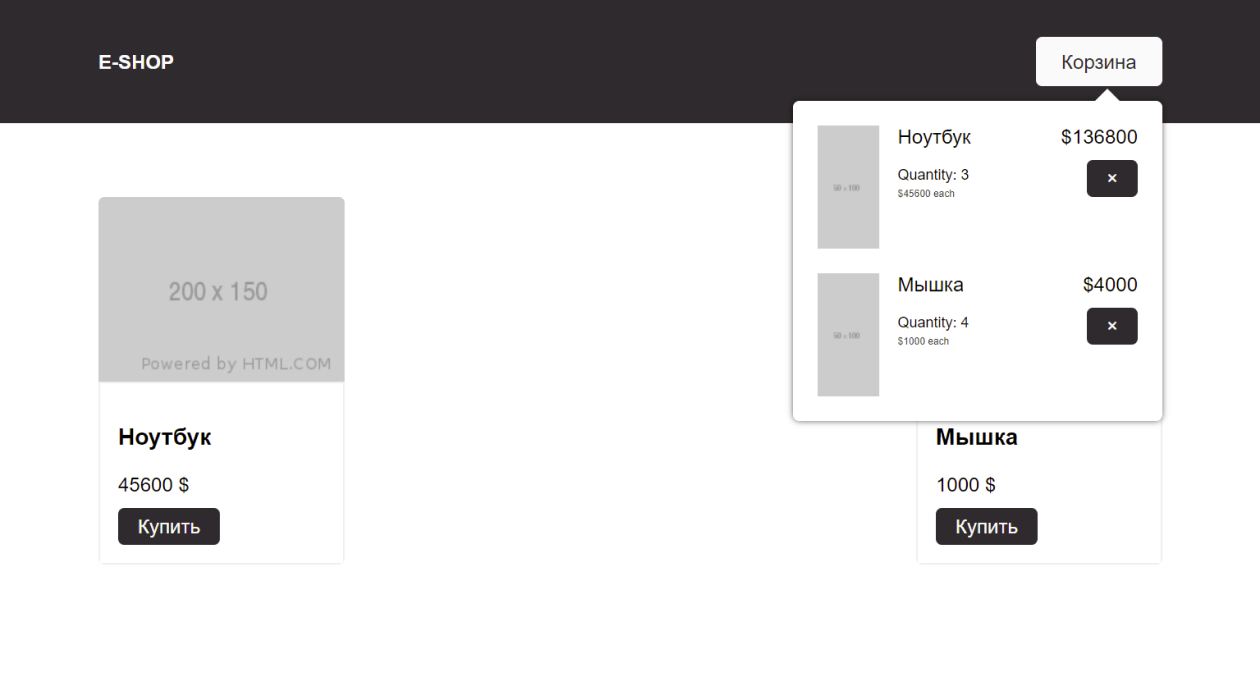 E-SHOP
Корзина
Ноутбук
$136800
Quantity: 3
$45600 each
×
50 x 100
Мышка
$4000
Quantity: 4
$1000 each
×
50 x 100
200 x 150
Powered by HTML.COM
Ноутбук
45600 $
Купить
Мышка
1000 $
Купить